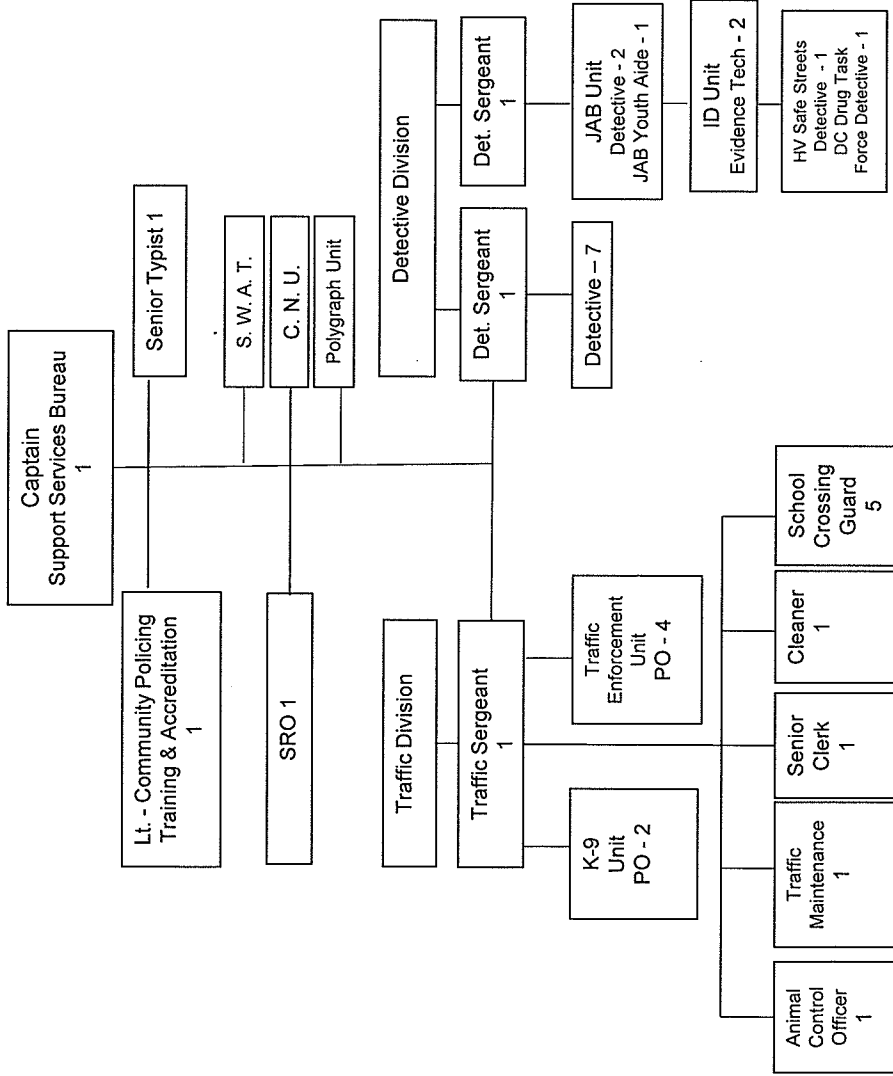 Captain
Support Services Bureau
1
Lt. - Community Policing
Training & Accreditation
1
Senior Typist 1
S. W. A. T.
C. N. U.
Polygraph Unit
SRO 1
Traffic Division
Traffic Sergeant
1
K-9
Unit
PO - 2
Traffic
Enforcement
Unit
PO - 4
Animal
Control
Officer
1
Traffic
Maintenance
1
Senior
Clerk
1
Cleaner
1
School
Crossing
Guard
5
Detective Division
Det. Sergeant
1
Detective – 7
Det. Sergeant
1
JAB Unit
Detective - 2
JAB Youth Aide - 1
ID Unit
Evidence Tech - 2
HV Safe Streets
Detective - 1
DC Drug Task
Force Detective - 1